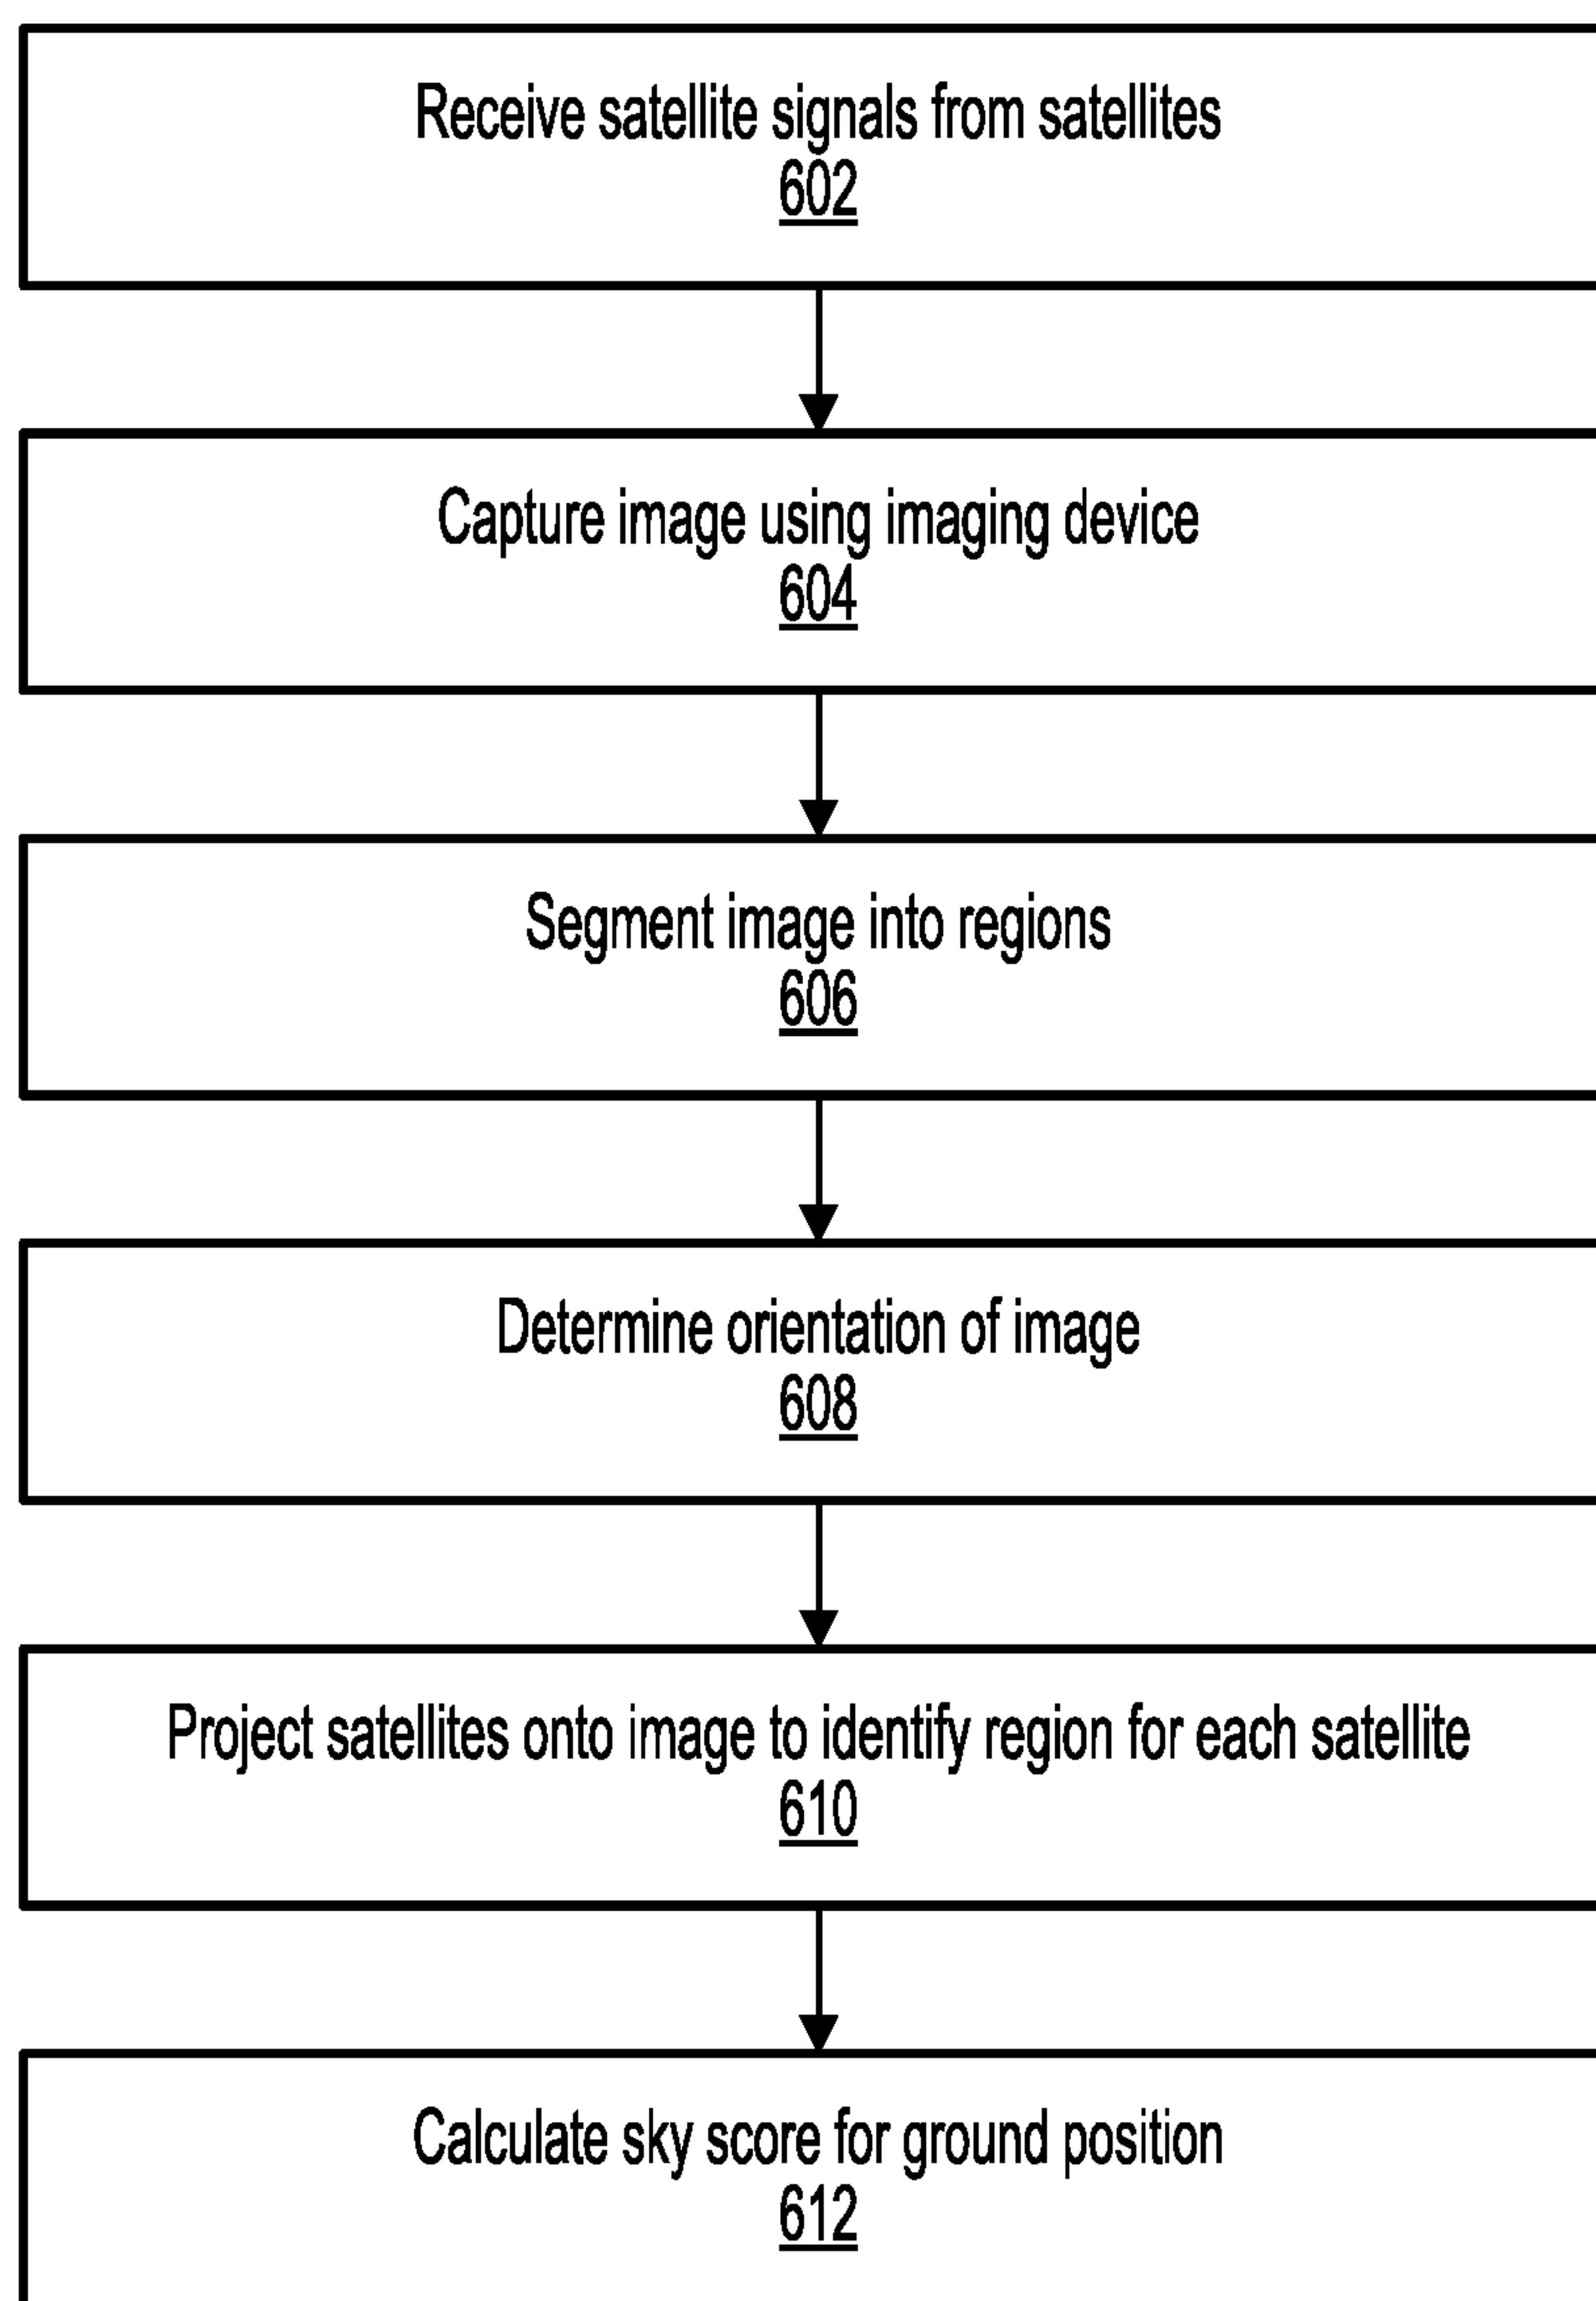 Receive satellite signals from satellites
602
Capture image using imaging device
604
Segment image into regions
606
Determine orientation of image
608
Project satellites onto image to identify region for each satellite
610
Calculate sky score for ground position
612